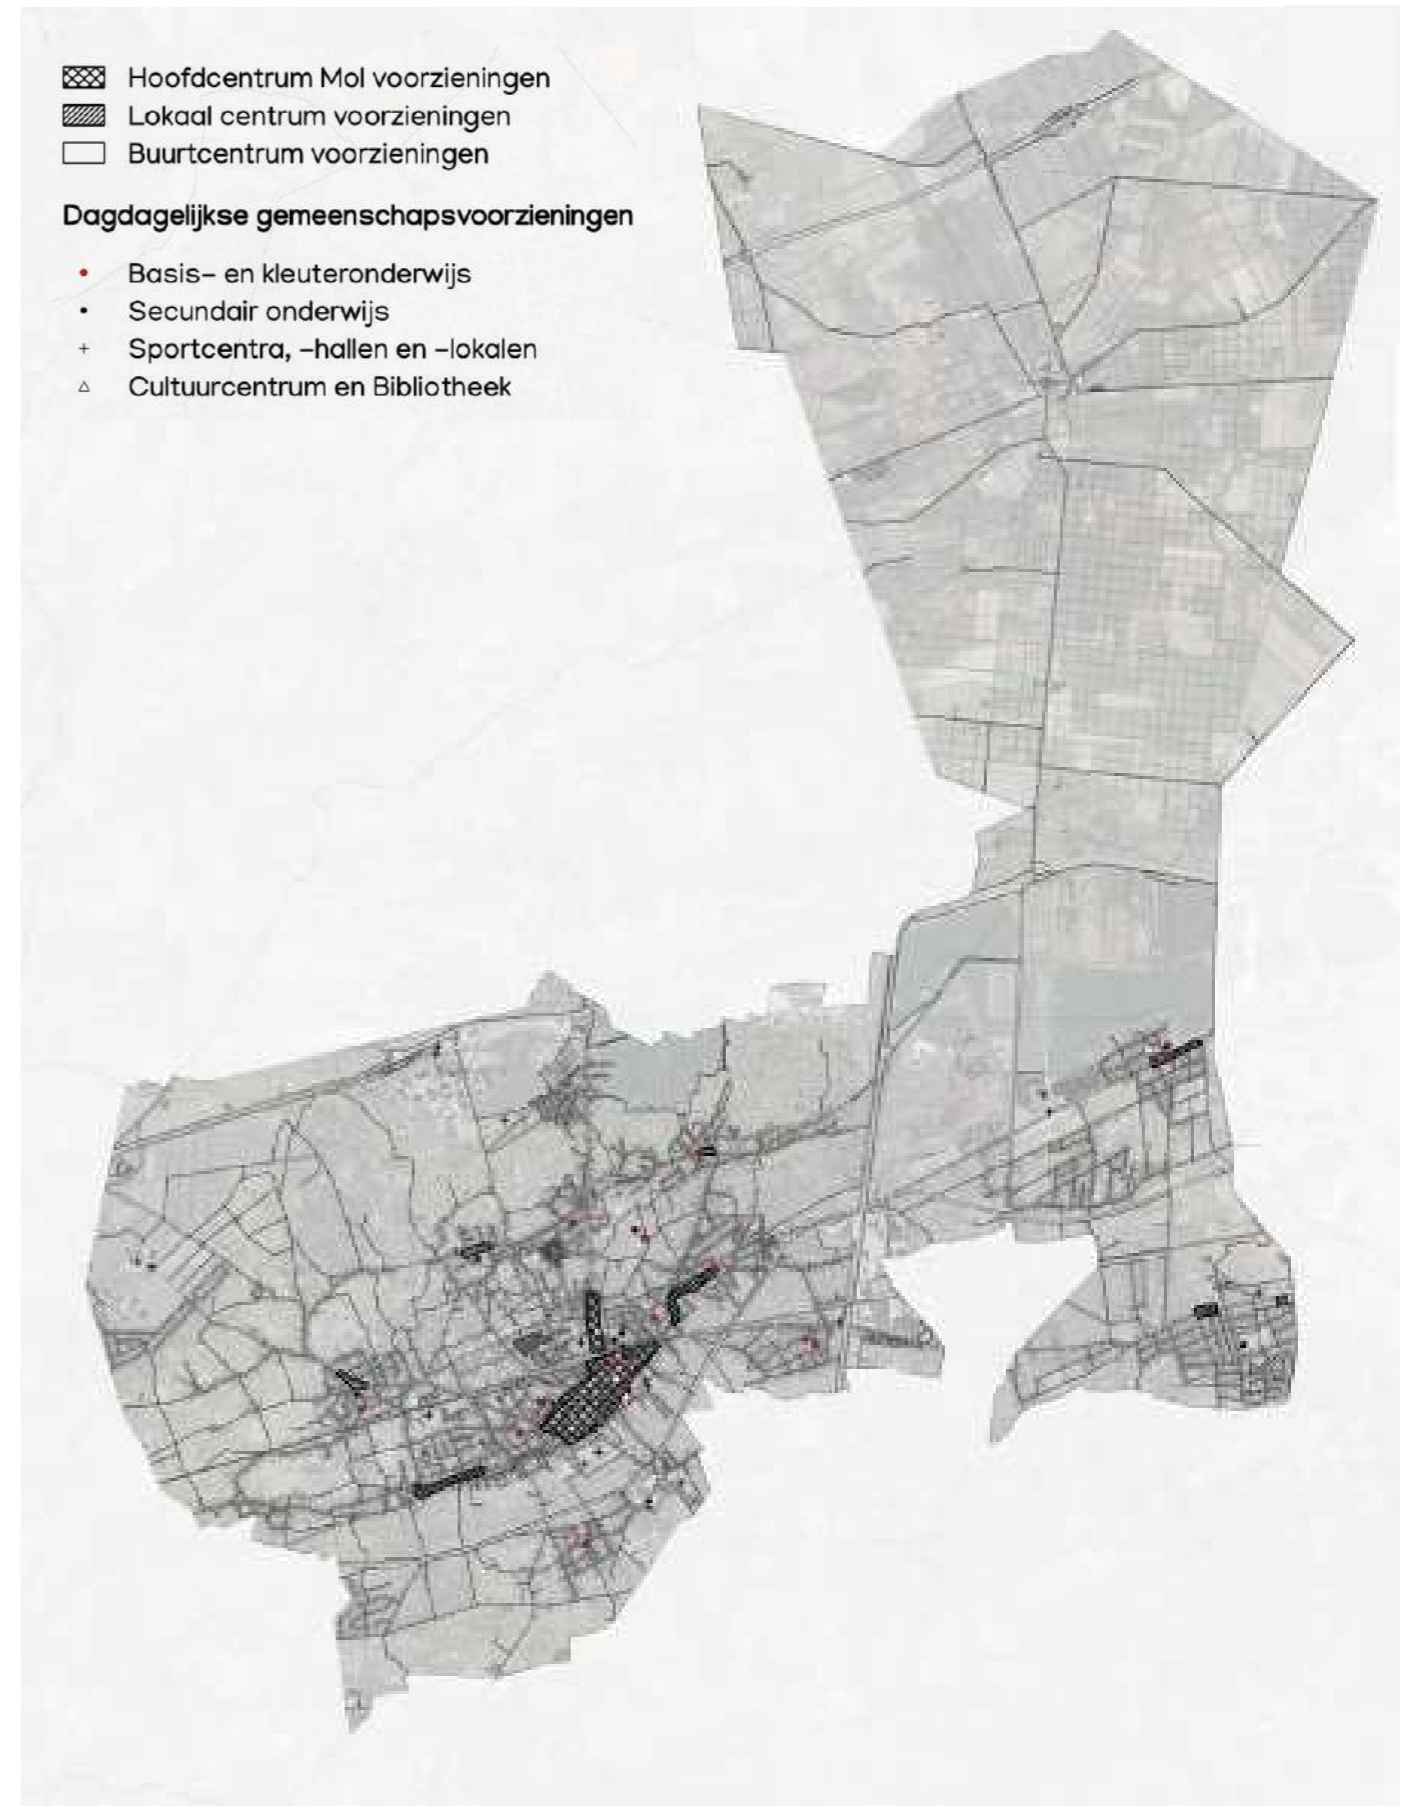 Hoofdcentrum Mol voorzieningen
Lokaal centrum voorzieningen
Buurtcentrum voorzieningen
Dagdagelijkse gemeenschapsvoorzieningen
Basis- en kleuteronderwijs
Secundair onderwijs
Sportcentra, -hallen en -lokalen
Cultuurcentrum en Bibliotheek